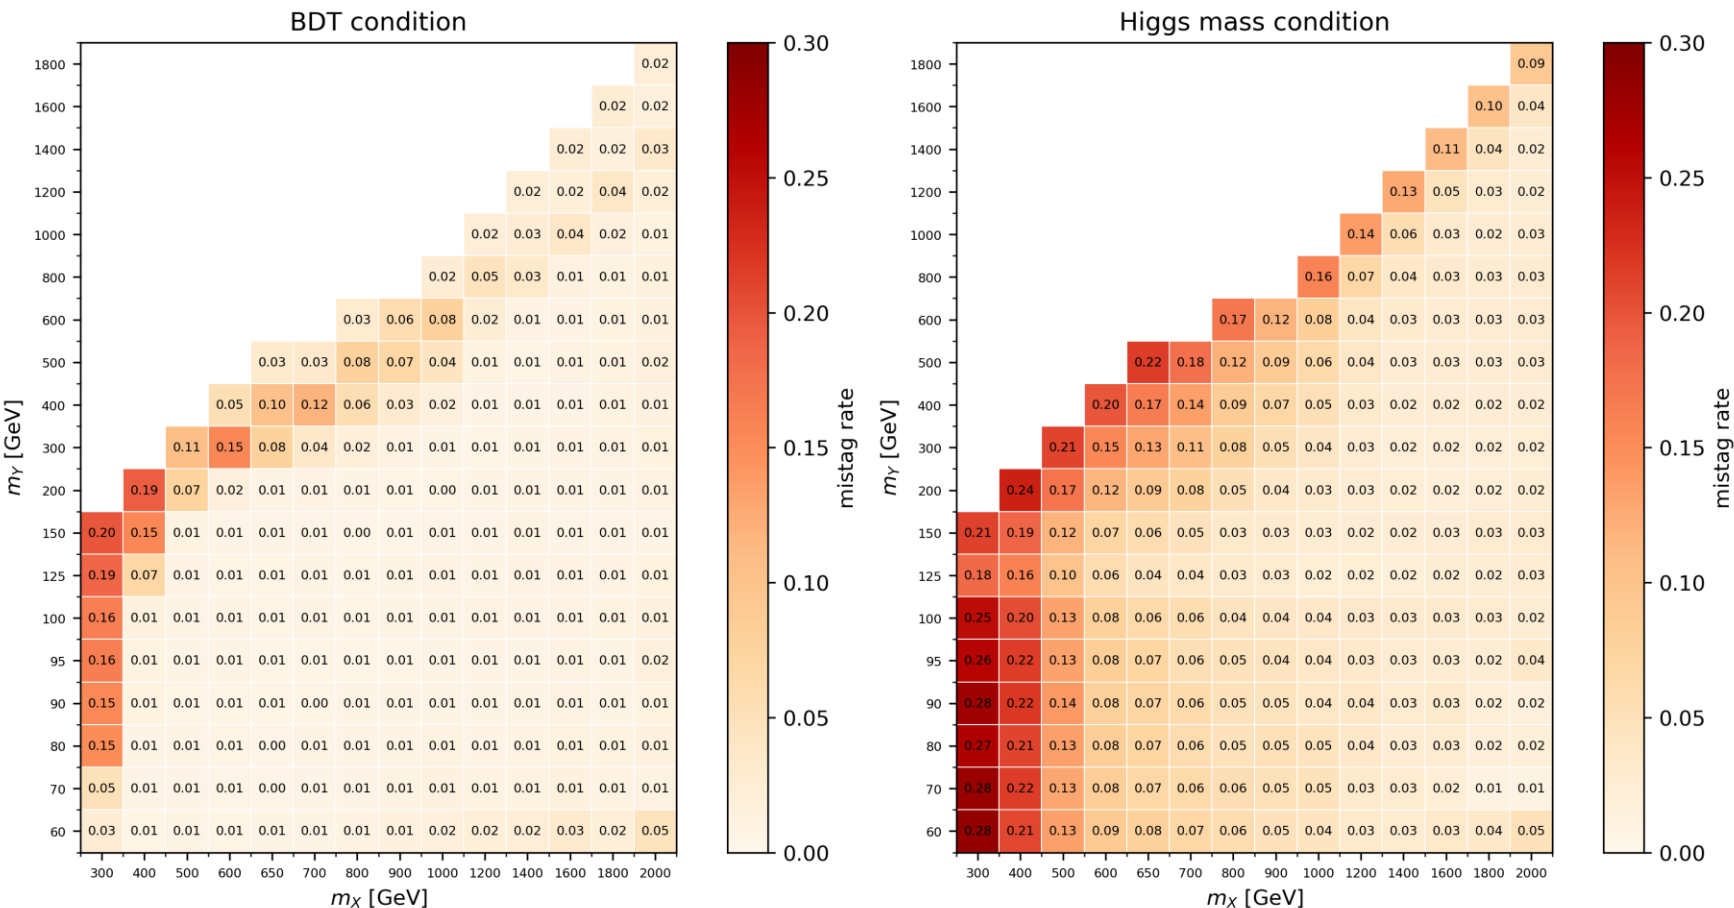 BDT condition
1800 0.02
1600 0.02 0.02
1400 0.02 0.02 0.03
1200 0.02 0.02 0.04 0.02
1000 0.02 0.03 0.04 0.02 0.01
800 0.02 0.05 0.03 0.01 0.01 0.01
600 0.03 0.06 0.08 0.02 0.01 0.01 0.01 0.01
500 0.03 0.03 0.08 0.07 0.04 0.01 0.01 0.01 0.01 0.02
400 0.05 0.10 0.12 0.06 0.03 0.02 0.01 0.01 0.01 0.01 0.01
300 0.11 0.15 0.08 0.04 0.02 0.01 0.01 0.01 0.01 0.01 0.01 0.01
200 0.19 0.07 0.02 0.01 0.01 0.01 0.01 0.00 0.01 0.01 0.01 0.01 0.01
150 0.20 0.15 0.01 0.01 0.01 0.01 0.00 0.01 0.01 0.01 0.01 0.01 0.01 0.01
125 0.19 0.07 0.01 0.01 0.01 0.01 0.01 0.01 0.01 0.01 0.01 0.01 0.01 0.01
100 0.16 0.01 0.01 0.01 0.01 0.01 0.01 0.01 0.01 0.01 0.01 0.01 0.01 0.01
95 0.16 0.01 0.01 0.01 0.01 0.01 0.01 0.01 0.01 0.01 0.01 0.01 0.01 0.02
90 0.15 0.01 0.01 0.01 0.01 0.00 0.01 0.01 0.01 0.01 0.01 0.01 0.01 0.01
80 0.15 0.01 0.01 0.01 0.00 0.01 0.01 0.01 0.01 0.01 0.01 0.01 0.01 0.01
70 0.05 0.01 0.01 0.01 0.00 0.01 0.01 0.01 0.01 0.01 0.01 0.01 0.01 0.01
60 0.03 0.01 0.01 0.01 0.01 0.01 0.01 0.01 0.02 0.02 0.02 0.03 0.02 0.05
300 400 500 600 650 700 800 900 1000 1200 1400 1600 1800 2000
m_X [GeV]
m_Y [GeV]
0.30
0.25
0.20
0.15
0.10
0.05
0.00
mistag rate
Higgs mass condition
1800 0.09
1600 0.10 0.04
1400 0.11 0.04 0.02
1200 0.13 0.05 0.03 0.02
1000 0.14 0.06 0.03 0.02 0.03
800 0.16 0.07 0.04 0.03 0.03 0.03
600 0.17 0.12 0.08 0.04 0.03 0.03 0.03 0.03
500 0.22 0.18 0.12 0.09 0.06 0.04 0.03 0.03 0.03 0.03
400 0.20 0.17 0.14 0.09 0.07 0.05 0.03 0.02 0.02 0.02 0.02
300 0.21 0.15 0.13 0.11 0.08 0.05 0.04 0.03 0.02 0.02 0.02 0.02
200 0.24 0.17 0.12 0.09 0.08 0.05 0.04 0.03 0.03 0.02 0.02 0.02 0.02
150 0.21 0.19 0.12 0.07 0.06 0.05 0.03 0.03 0.03 0.02 0.02 0.02 0.03 0.03
125 0.18 0.16 0.10 0.06 0.04 0.04 0.03 0.03 0.02 0.02 0.02 0.02 0.02 0.03
100 0.25 0.20 0.13 0.08 0.06 0.06 0.04 0.04 0.04 0.03 0.03 0.03 0.03 0.02
95 0.26 0.22 0.13 0.08 0.07 0.06 0.05 0.04 0.04 0.03 0.03 0.03 0.02 0.04
90 0.28 0.22 0.14 0.08 0.07 0.06 0.05 0.05 0.04 0.04 0.03 0.03 0.02 0.02
80 0.27 0.21 0.13 0.08 0.07 0.06 0.05 0.05 0.05 0.04 0.03 0.03 0.02 0.02
70 0.28 0.22 0.13 0.08 0.07 0.06 0.06 0.05 0.05 0.03 0.03 0.02 0.01 0.01
60 0.28 0.21 0.13 0.09 0.08 0.07 0.06 0.05 0.04 0.03 0.03 0.03 0.04 0.05
300 400 500 600 650 700 800 900 1000 1200 1400 1600 1800 2000
m_X [GeV]
m_Y [GeV]
0.30
0.25
0.20
0.15
0.10
0.05
0.00
mistag rate